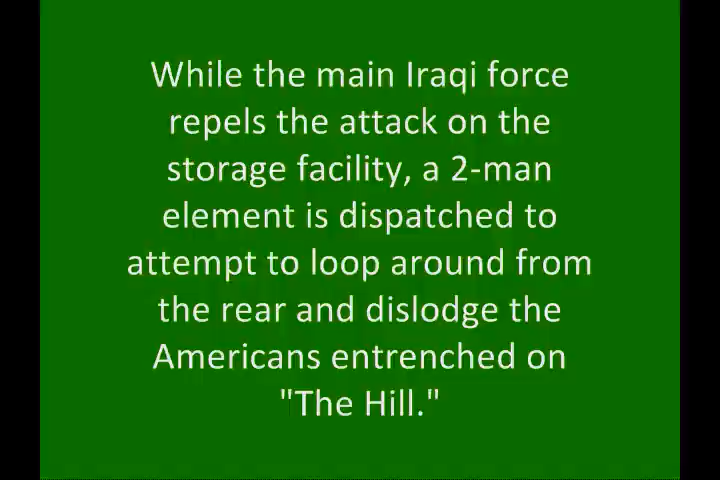 While the main Iraqi force
repels the attack on the
storage facility, a 2-man
element is dispatched to
attempt to loop around from
the rear and dislodge the
Americans entrenched on
"The Hill."